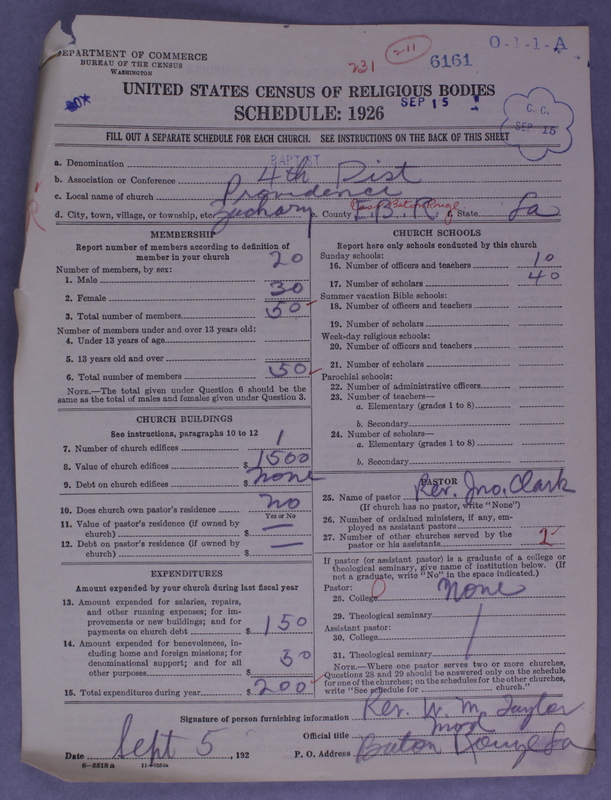 DEPARTMENT OF COMMERCE
BUREAU OF THE CENSUS
WASHINGTON
231
2-11
6161
0-1-1-A
UNITED STATES CENSUS OF RELIGIOUS BODIES
SEP 15
SCHEDULE: 1926
C. C.
SEP 15
FILL OUT A SEPARATE SCHEDULE FOR EACH CHURCH. SEE INSTRUCTIONS ON THE BACK OF THIS SHEET
a. Denomination BAPTIST
b. Association or Conference 4th Dist
c. Local name of church Providence
d. City, town, village, or township, etc. Zachary e. County E. B. R. East Baton Rouge f. State La
MEMBERSHIP
Report number of members according to definition of
member in your church
Number of members, by sex:
1. Male 20
2. Female 30
3. Total number of members 50
Number of members under and over 13 years old:
4. Under 13 years of age
5. 13 years old and over
6. Total number of members 50
NOTE.—The total given under Question 6 should be the
same as the total of males and females given under Question 3.
CHURCH BUILDINGS
See instructions, paragraphs 10 to 12
7. Number of church edifices 1
8. Value of church edifices $ 1500
9. Debt on church edifices $ none
10. Does church own pastor's residence no
Yes or No
11. Value of pastor's residence (if owned by
church) $ —
12. Debt on pastor's residence (if owned by
church) $ —
EXPENDITURES
Amount expended by your church during last fiscal year
13. Amount expended for salaries, repairs,
and other running expenses; for im-
provements or new buildings; and for
payments on church debt $ 150
14. Amount expended for benevolences, in-
cluding home and foreign missions; for
denominational support; and for all
other purposes $ 50
15. Total expenditures during year $ 200
CHURCH SCHOOLS
Report here only schools conducted by this church
Sunday schools:
16. Number of officers and teachers 10
17. Number of scholars 40
Summer vacation Bible schools:
18. Number of officers and teachers
19. Number of scholars
Week-day religious schools:
20. Number of officers and teachers
21. Number of scholars
Parochial schools:
22. Number of administrative officers
23. Number of teachers—
a. Elementary (grades 1 to 8)
b. Secondary
24. Number of scholars—
a. Elementary (grades 1 to 8)
b. Secondary
PASTOR
25. Name of pastor Rev. Jno. Clark
(If church has no pastor, write "None")
26. Number of ordained ministers, if any, em-
ployed as assistant pastors
27. Number of other churches served by the
pastor or his assistants
If pastor (or assistant pastor) is a graduate of a college or
theological seminary, give name of institution below. (If
not a graduate, write "No" in the space indicated.)
Pastor:
28. College None
29. Theological seminary
Assistant pastor:
30. College
31. Theological seminary
NOTE.—Where one pastor serves two or more churches,
Questions 28 and 29 should be answered only on the schedule
for one of the churches; on the schedules for the other churches,
write "See schedule for church."
Signature of person furnishing information Rev. W. M. Taylor
Official title Mod
Date Sept 5, 192 P. O. Address Baton Rouge La
8—5518 a